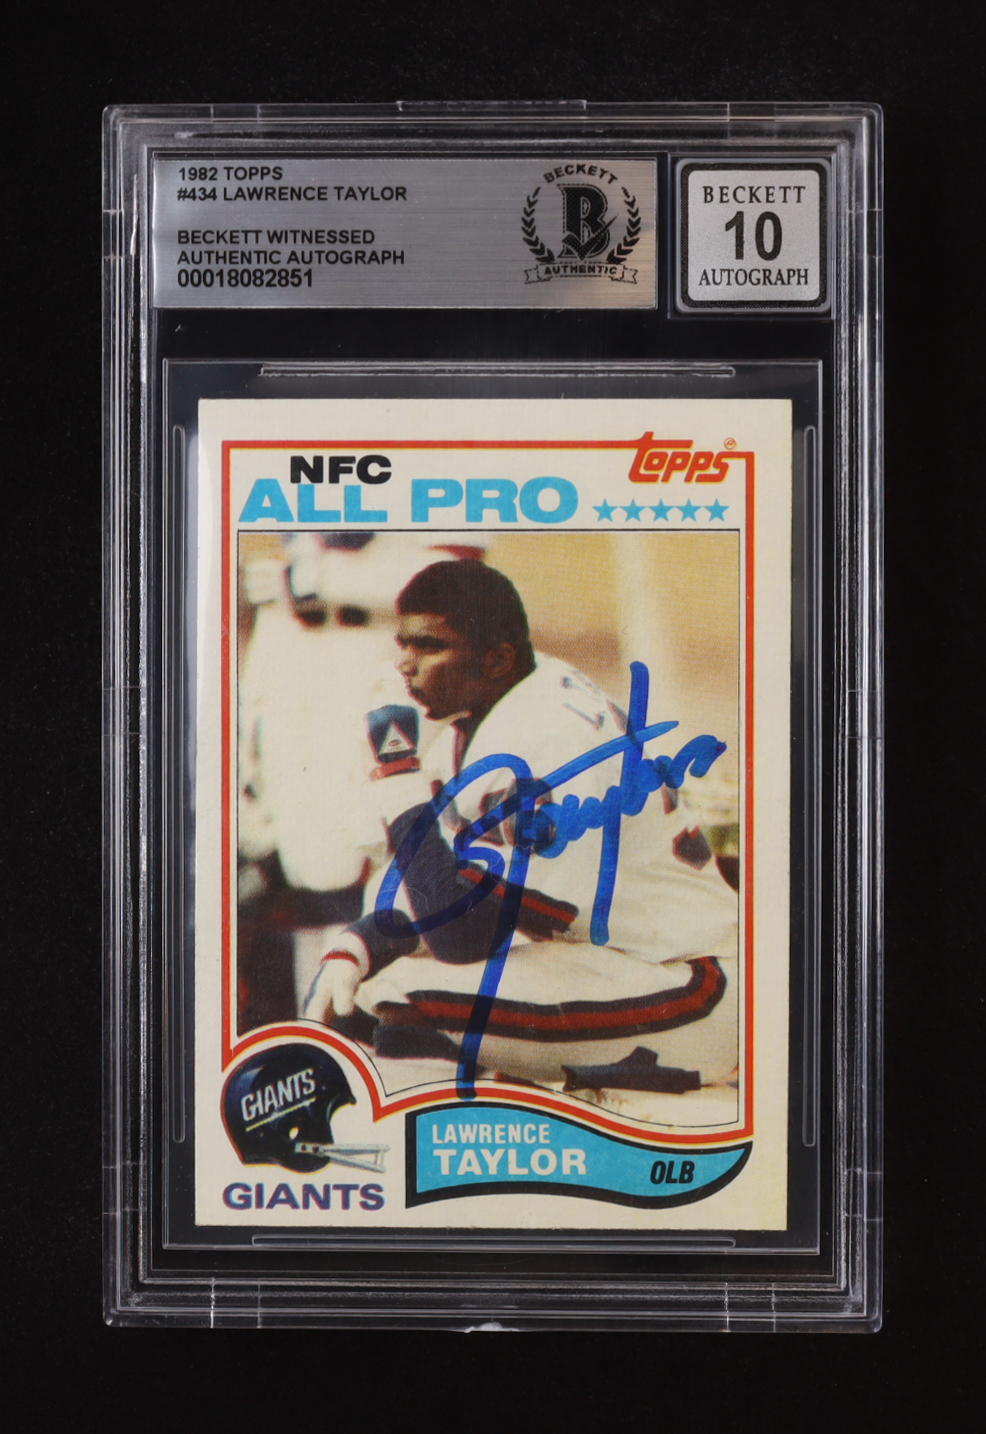 1982 TOPPS
#434 LAWRENCE TAYLOR
BECKETT WITNESSED
AUTHENTIC AUTOGRAPH
00018082851
BECKETT
B
AUTHENTIC
BECKETT
10
AUTOGRAPH
NFC
ALL PRO
TOPPS
GIANTS
GIANTS
LAWRENCE
TAYLOR
OLB